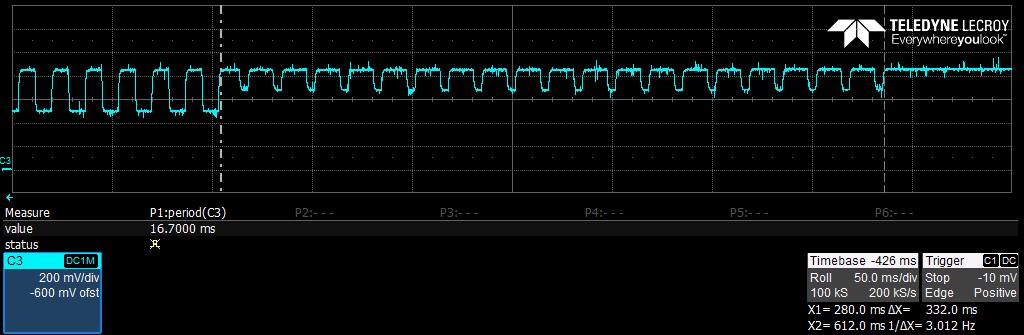 TELEDYNE LECROY
Everywhereyoulook™
C3
Measure P1:period(C3) P2:- - - P3:- - - P4:- - - P5:- - - P6:- - -
value 16.7000 ms
status
C3 DC1M
200 mV/div
-600 mV ofst
Timebase -426 ms
Roll 50.0 ms/div
100 kS 200 kS/s
Trigger C1 DC
Stop -10 mV
Edge Positive
X1= 280.0 ms ΔX= 332.0 ms
X2= 612.0 ms 1/ΔX= 3.012 Hz